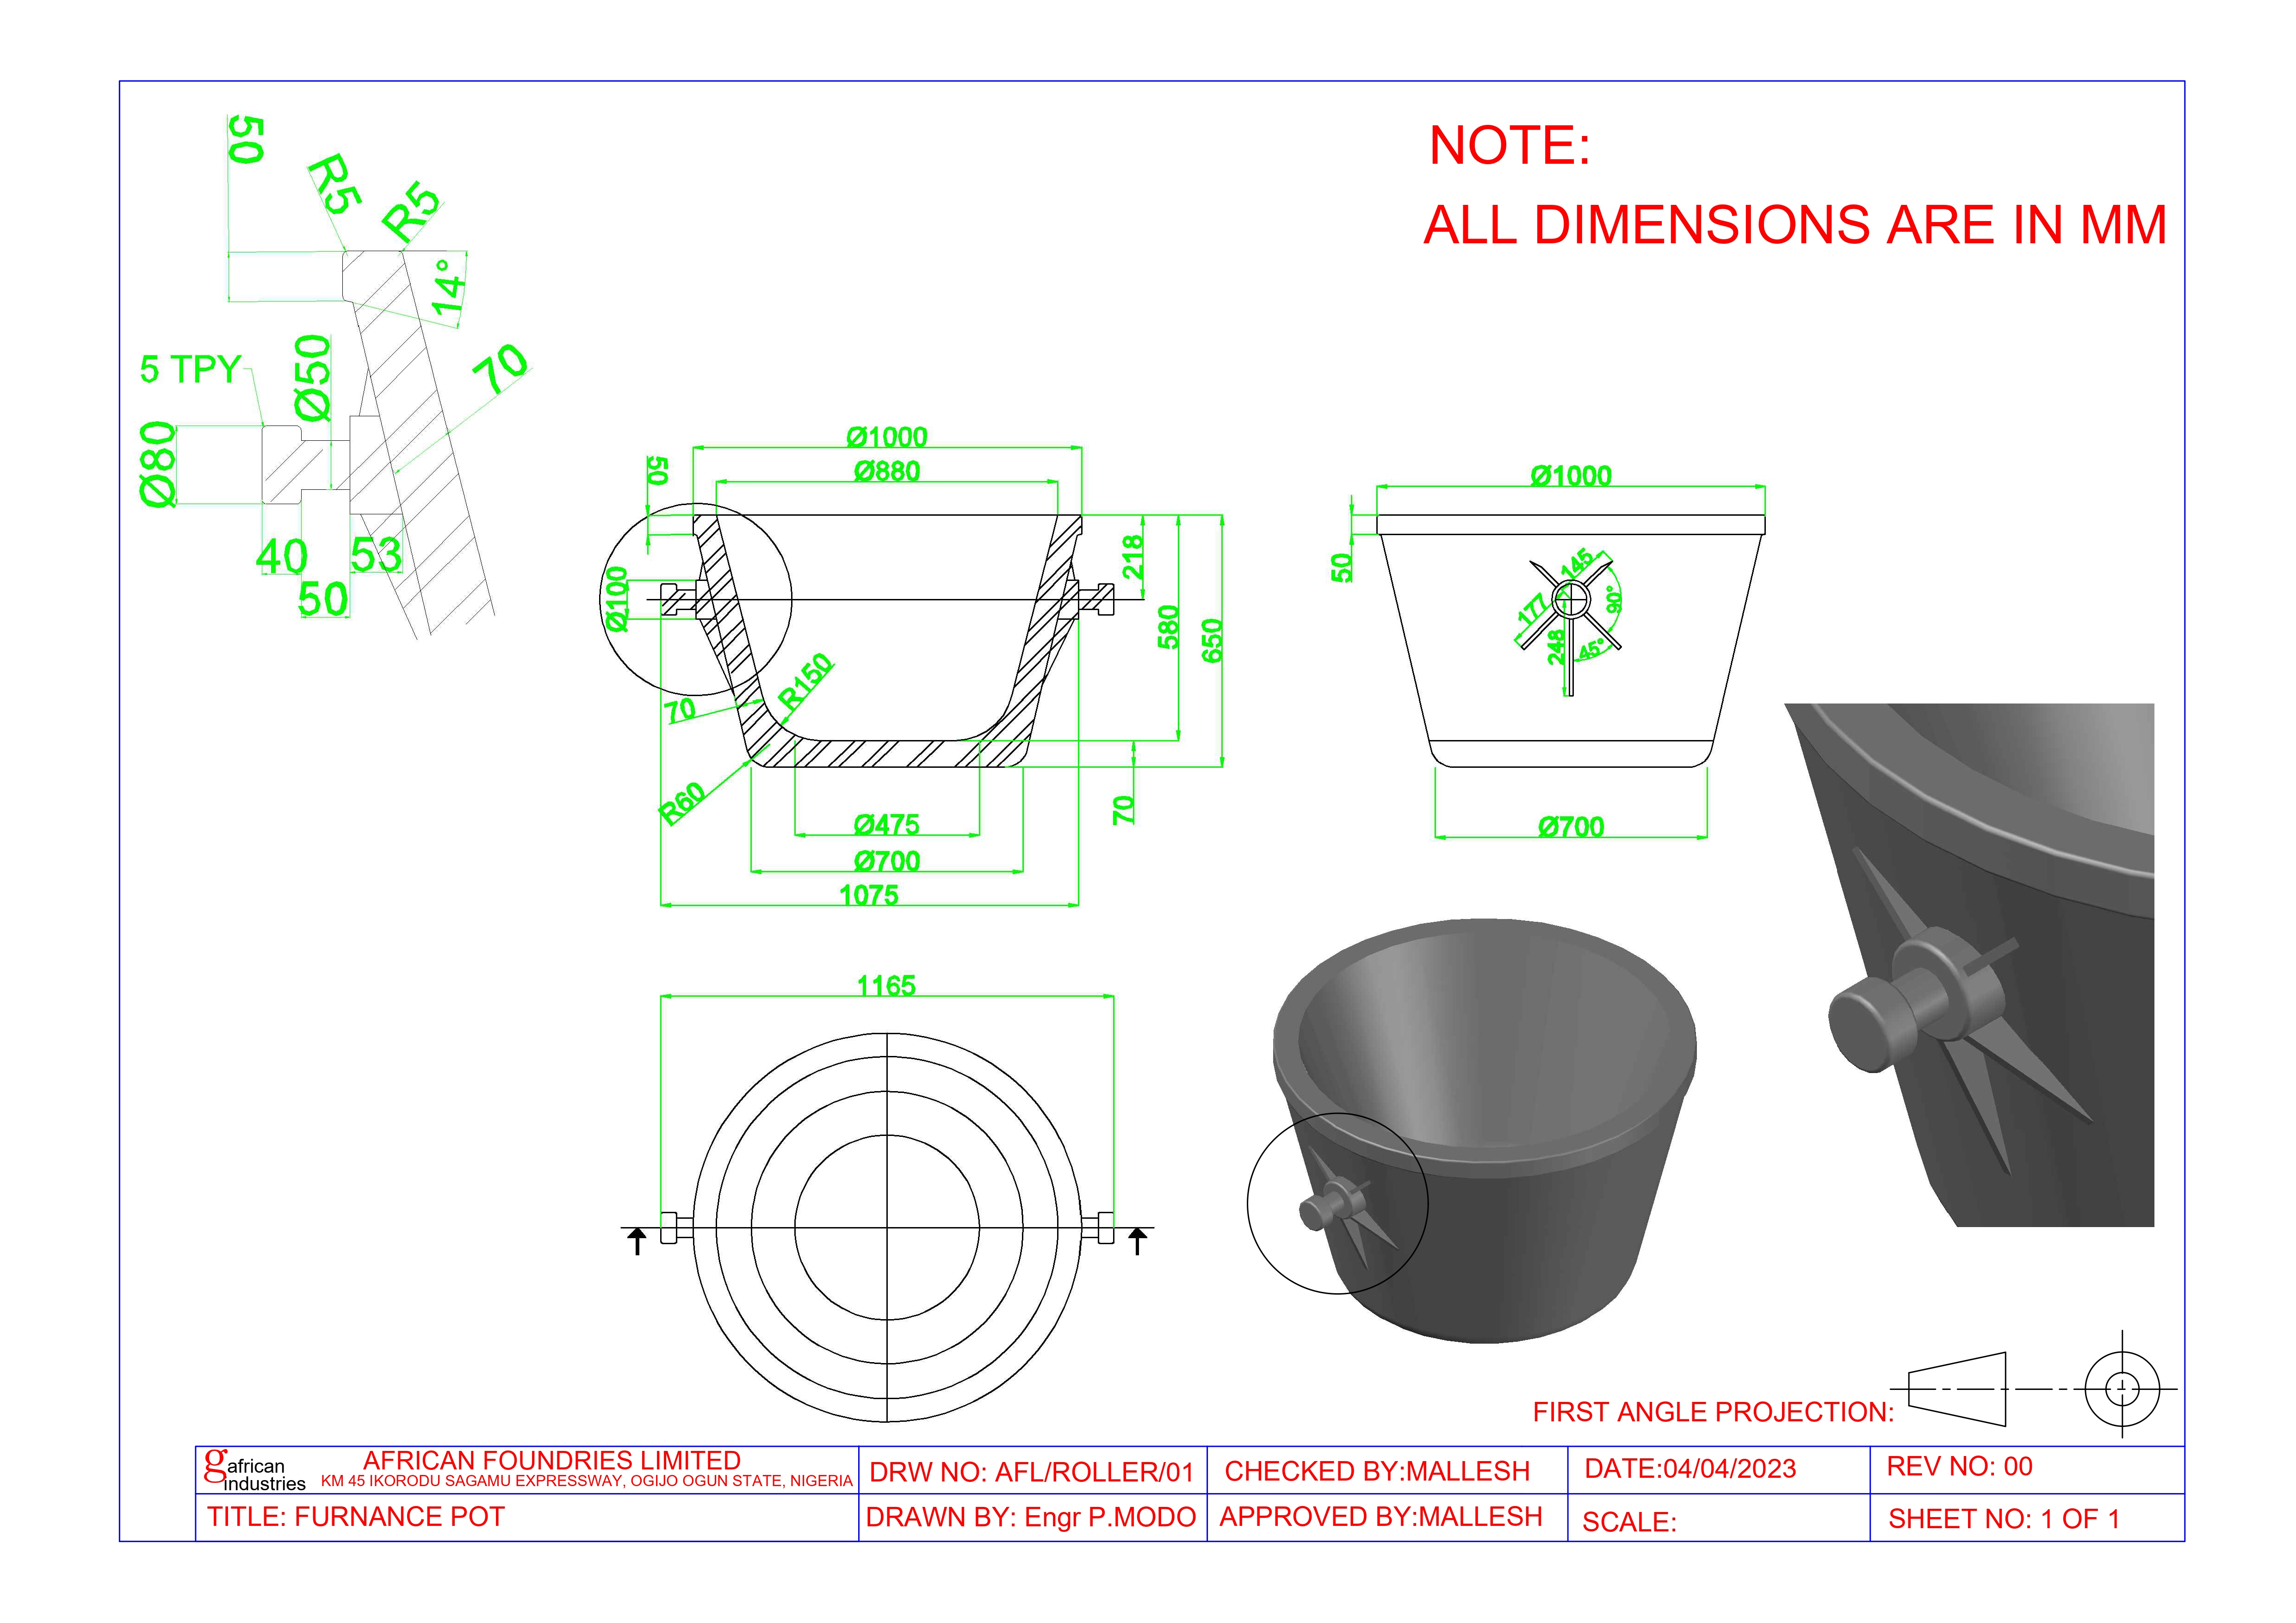 NOTE:
ALL DIMENSIONS ARE IN MM
50
R5
R5
14°
5 TPY
Ø50
70
Ø80
40
53
50
Ø1000
50
Ø880
Ø100
218
580
650
R150
70
R60
70
Ø475
Ø700
1075
Ø1000
50
145
90°
177
248
45°
Ø700
1165
FIRST ANGLE PROJECTION:
g african industries
AFRICAN FOUNDRIES LIMITED
KM 45 IKORODU SAGAMU EXPRESSWAY, OGIJO OGUN STATE, NIGERIA
DRW NO: AFL/ROLLER/01
CHECKED BY:MALLESH
DATE:04/04/2023
REV NO: 00
TITLE: FURNANCE POT
DRAWN BY: Engr P.MODO
APPROVED BY:MALLESH
SCALE:
SHEET NO: 1 OF 1